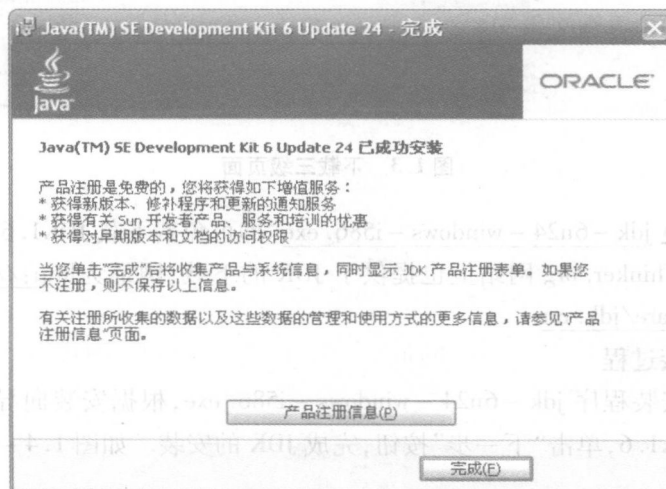 Java(TM) SE Development Kit 6 Update 24 - 完成
Java
ORACLE
Java(TM) SE Development Kit 6 Update 24 已成功安装
产品注册是免费的，您将获得如下增值服务：
* 获得新版本、修补程序和更新的通知服务
* 获得有关 Sun 开发者产品、服务和培训的优惠
* 获得对早期版本和文档的访问权限
当您单击"完成"后将收集产品与系统信息，同时显示 JDK 产品注册表单。如果您
不注册，则不保存以上信息。
有关注册所收集的数据以及这些数据的管理和使用方式的更多信息，请参见"产品
注册信息"页面。
产品注册信息(P)
完成(F)